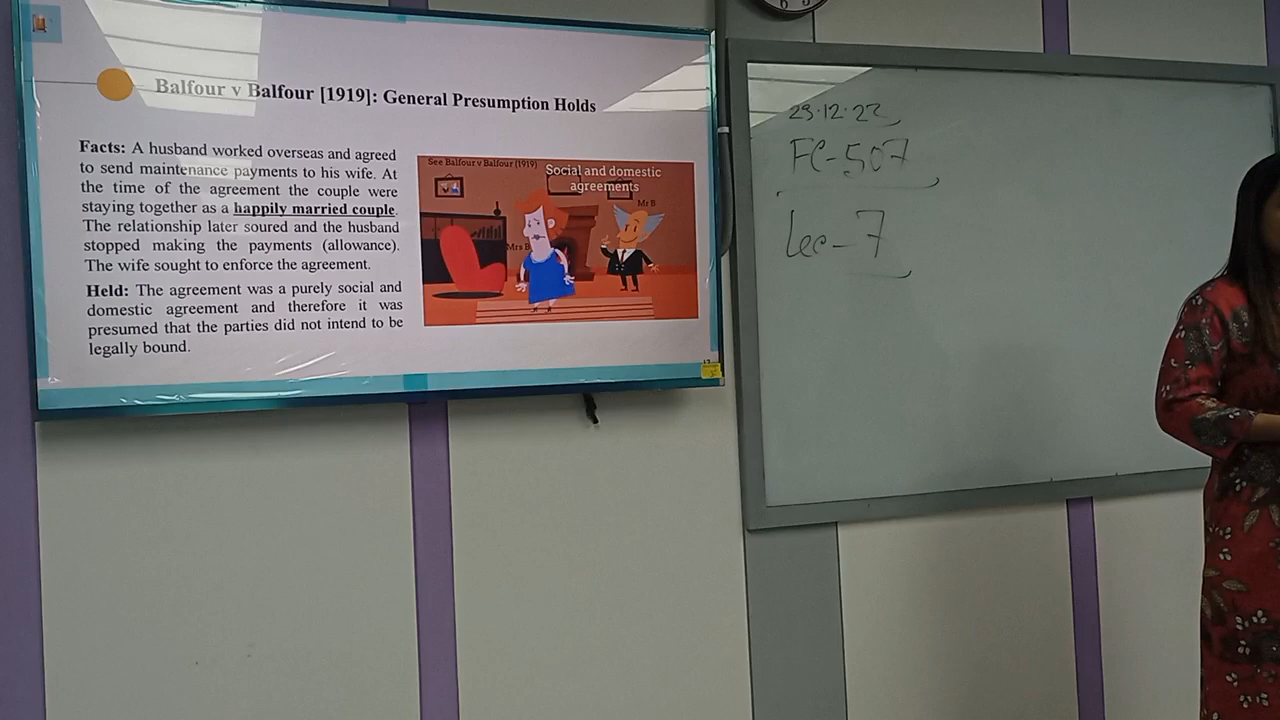 Balfour v Balfour [1919]: General Presumption Holds
Facts: A husband worked overseas and agreed
to send maintenance payments to his wife. At
the time of the agreement the couple were
staying together as a happily married couple.
The relationship later soured and the husband
stopped making the payments (allowance).
The wife sought to enforce the agreement.
Held: The agreement was a purely social and
domestic agreement and therefore it was
presumed that the parties did not intend to be
legally bound.
See Balfour v Balfour (1919)
Social and domestic
agreements
Mr B
Mrs B
FC-507
Lec-7